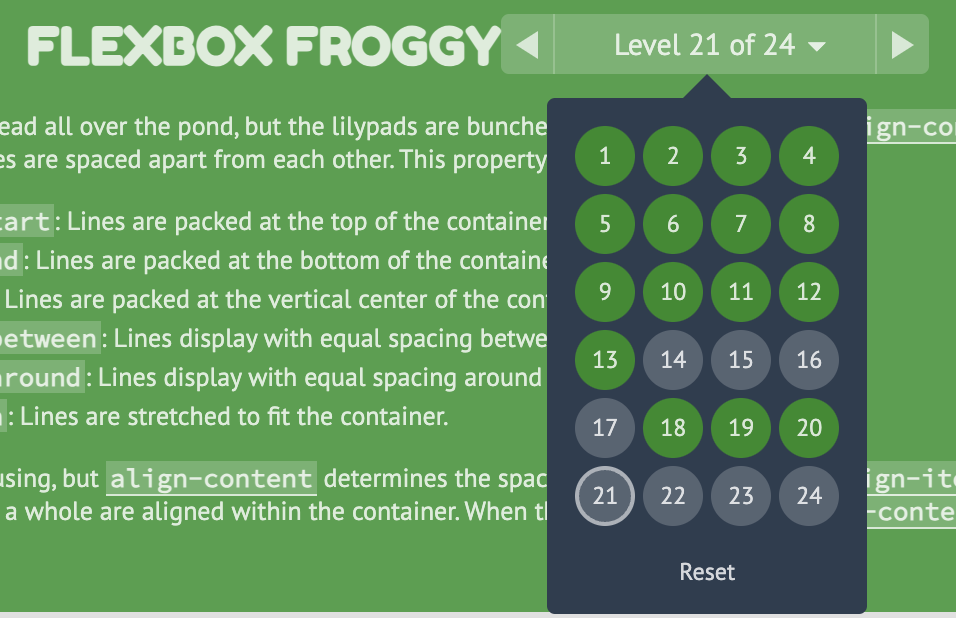 FLEXBOX FROGGY
Level 21 of 24
ead all over the pond, but the lilypads are bunche
ign-con
es are spaced apart from each other. This property
tart: Lines are packed at the top of the container
nd: Lines are packed at the bottom of the containe
Lines are packed at the vertical center of the con
between: Lines display with equal spacing betwe
around: Lines display with equal spacing around
: Lines are stretched to fit the container.
using, but align-content determines the spac
ign-ite
a whole are aligned within the container. When th
-conte
1 2 3 4
5 6 7 8
9 10 11 12
13 14 15 16
17 18 19 20
21 22 23 24
Reset